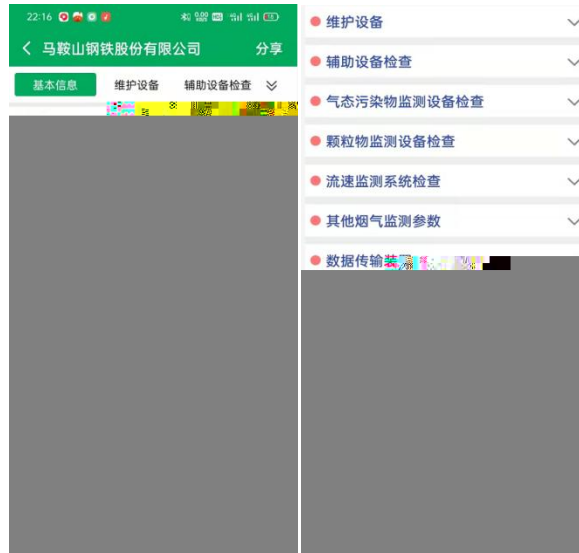 22:16
马鞍山钢铁股份有限公司 分享
基本信息 维护设备 辅助设备检查
维护设备
辅助设备检查
气态污染物监测设备检查
颗粒物监测设备检查
流速监测系统检查
其他烟气监测参数
数据传输装